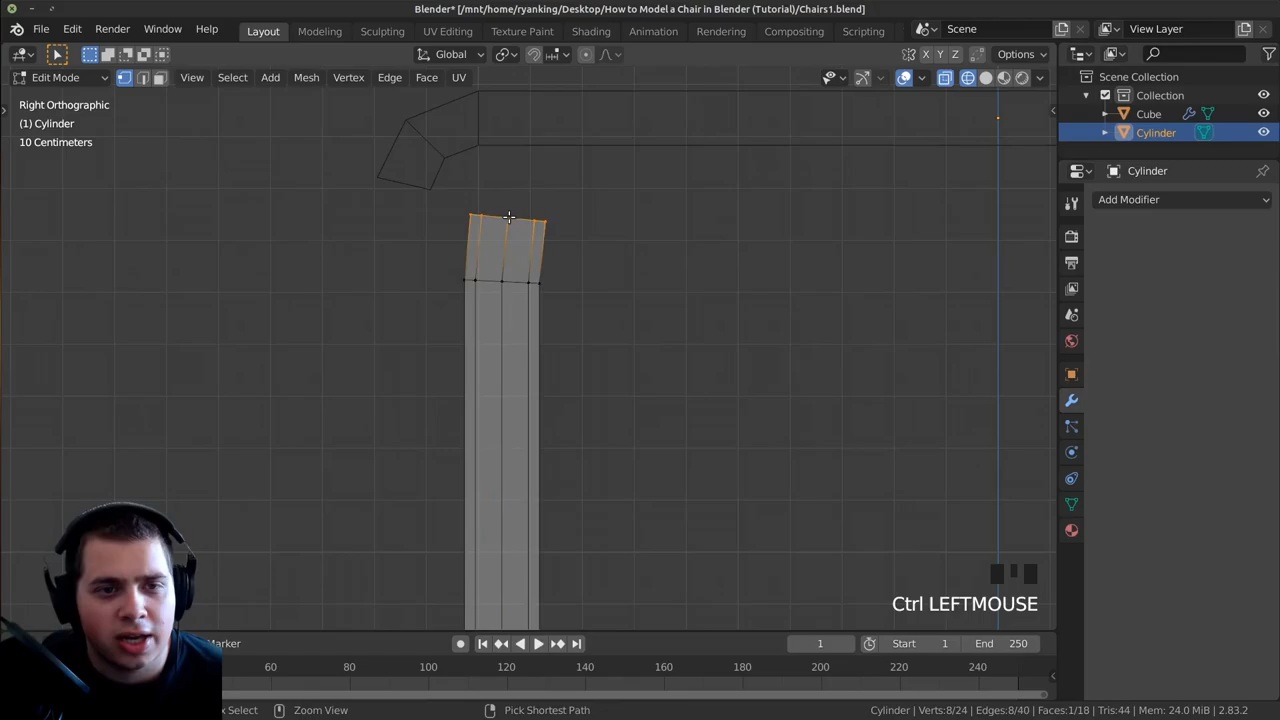 Blender* [/mnt/home/ryanking/Desktop/How to Model a Chair in Blender (Tutorial)/Chairs1.blend]
File Edit Render Window Help Layout Modeling Sculpting UV Editing Texture Paint Shading Animation Rendering Compositing Scripting Scene View Layer
Global X Y Z Options
Edit Mode View Select Add Mesh Vertex Edge Face UV
Scene Collection
Collection
Cube
Cylinder
Right Orthographic
(1) Cylinder
10 Centimeters
Cylinder
Add Modifier
Ctrl LEFTMOUSE
Marker 1 Start 1 End 250
60 80 100 120 140 160 180 200 220 240
Select Zoom View Pick Shortest Path Cylinder | Verts:8/24 | Edges:8/40 | Faces:1/18 | Tris:44 | Mem: 24.0 MiB | 2.83.2